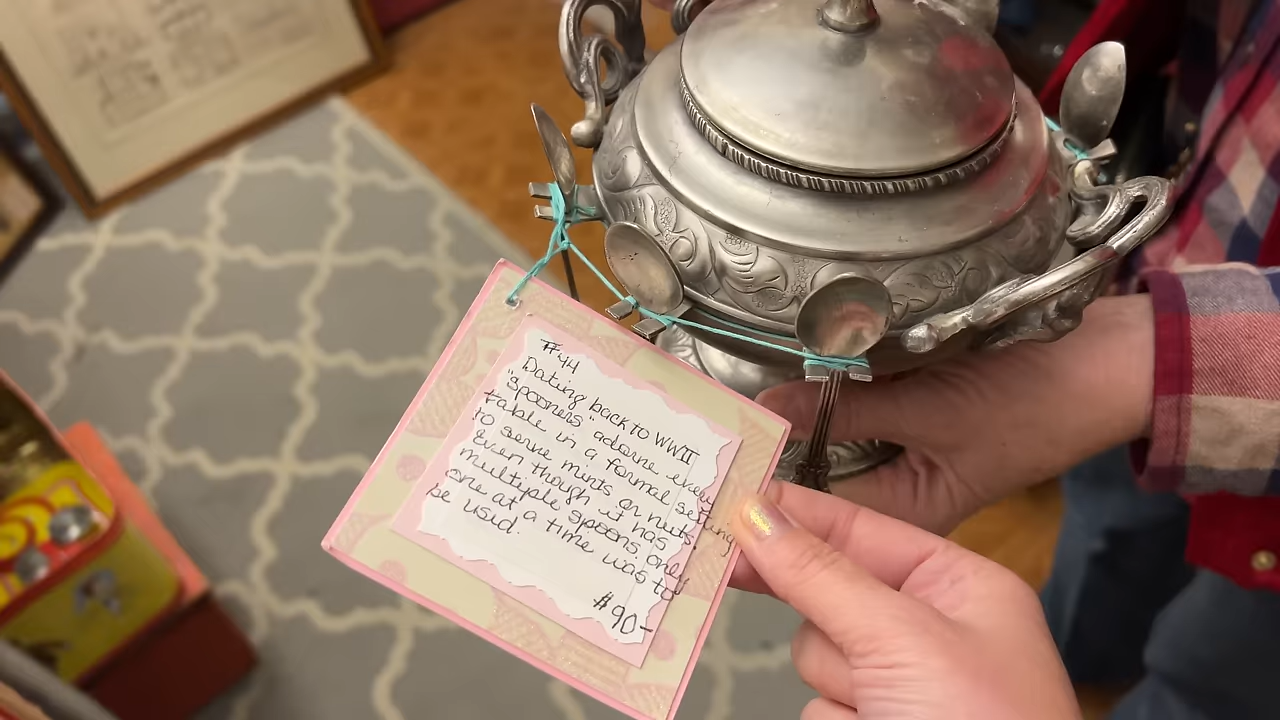 #44
Dating back to WWII
"spooners" adorne
table in a formal setting
to serve mints or nuts.
Even though it has
multiple spoons, only
one at a time was to
be used.
$90-